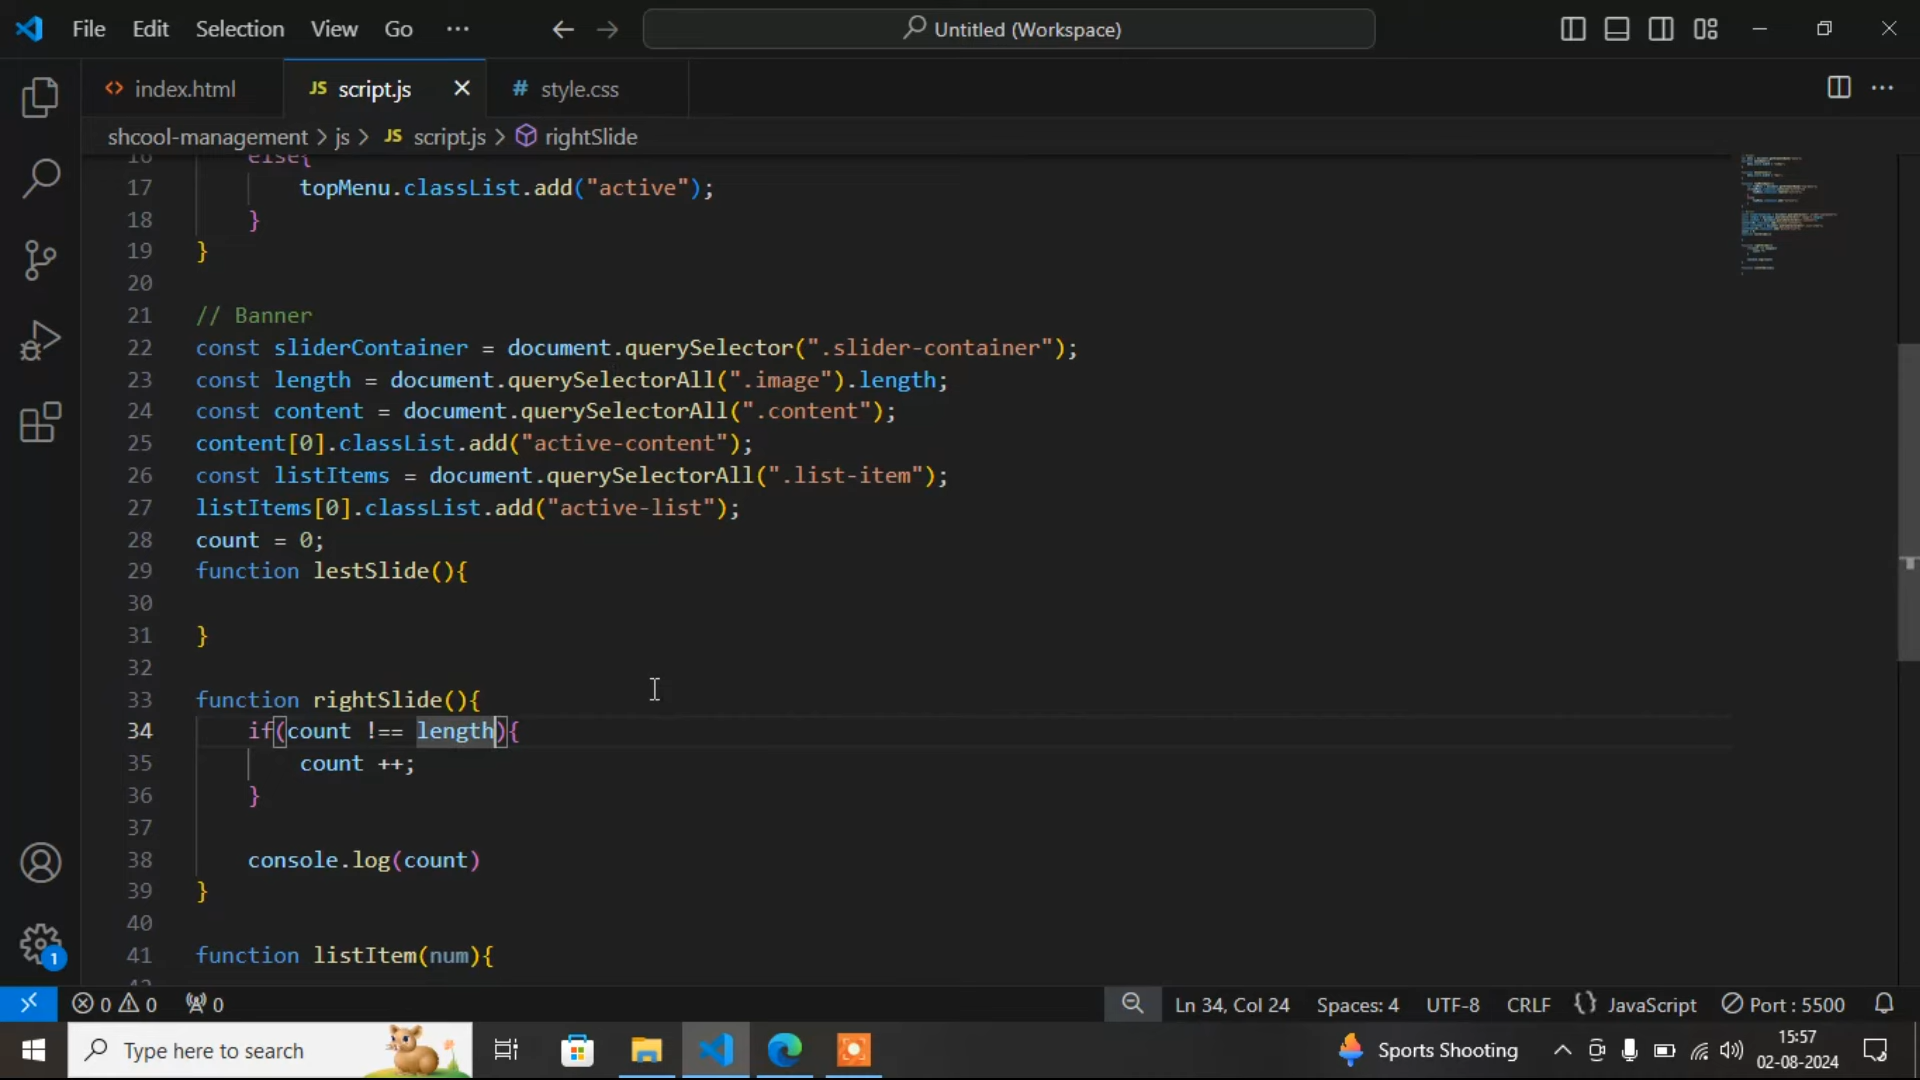 File Edit Selection View Go ··· Untitled (Workspace)
index.html JS script.js # style.css
shcool-management > js > JS script.js > rightSlide
16 else{
17 topMenu.classList.add("active");
18 }
19 }
20
21 // Banner
22 const sliderContainer = document.querySelector(".slider-container");
23 const length = document.querySelectorAll(".image").length;
24 const content = document.querySelectorAll(".content");
25 content[0].classList.add("active-content");
26 const listItems = document.querySelectorAll(".list-item");
27 listItems[0].classList.add("active-list");
28 count = 0;
29 function lestSlide(){
30
31 }
32
33 function rightSlide(){
34 if(count !== length){
35 count ++;
36 }
37
38 console.log(count)
39 }
40
41 function listItem(num){
1
0 0 0 Ln 34, Col 24 Spaces: 4 UTF-8 CRLF {} JavaScript Port : 5500
Type here to search Sports Shooting 15:57
02-08-2024